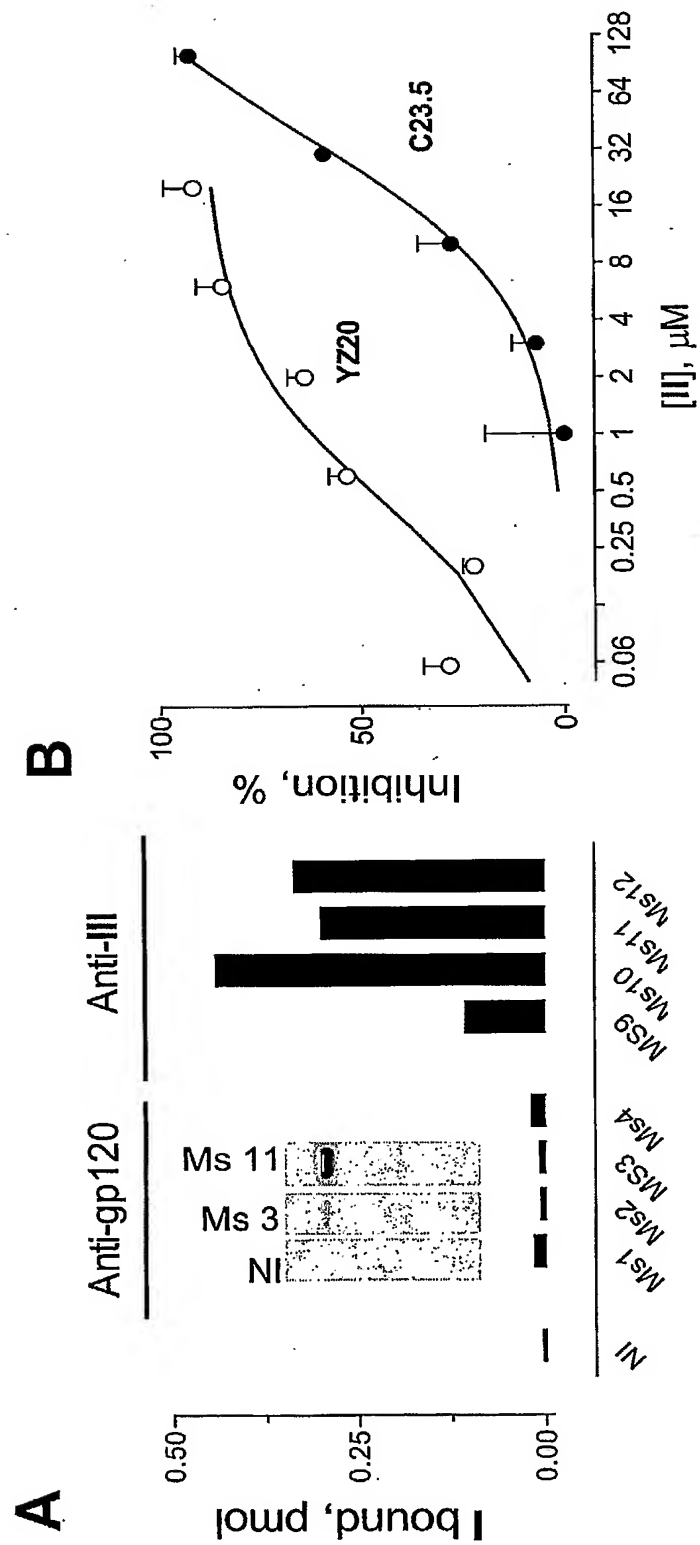 A
Anti-gp120
Anti-III
NI
Ms 3
Ms 11
I bound, pmol
0.50
0.25
0.00
NI
Ms1
Ms2
MS3
Ms4
MS9
Ms10
Ms11
Ms12
B
Inhibition, %
100
50
0
YZ20
C23.5
0.06
0.25
0.5
1
2
4
8
16
32
64
128
[II], µM